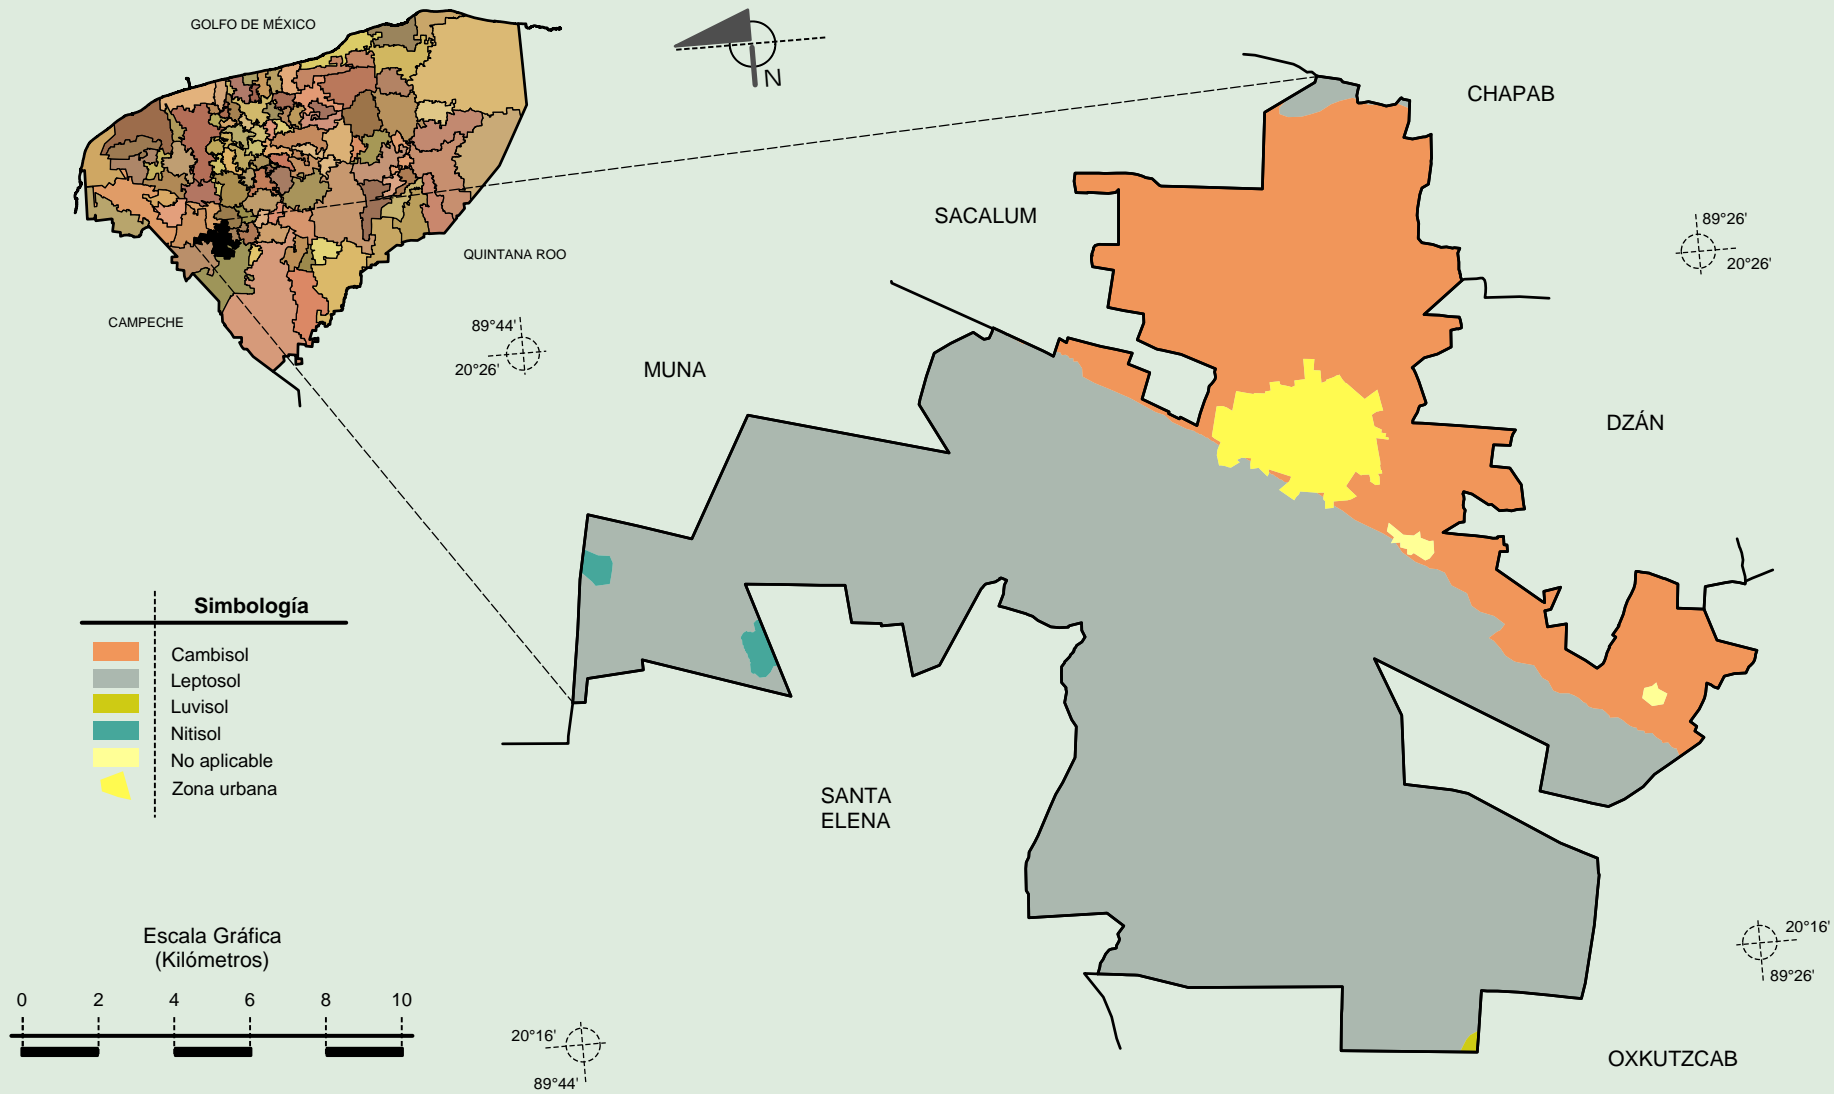 GOLFO DE MÉXICO
QUINTANA ROO
CAMPECHE
N
CHAPAB
SACALUM
MUNA
DZÁN
SANTA
ELENA
OXKUTZCAB
89°26'
20°26'
89°44'
20°26'
20°16'
89°26'
20°16'
89°44'
Simbología
Cambisol
Leptosol
Luvisol
Nitisol
No aplicable
Zona urbana
Escala Gráfica
(Kilómetros)
0 2 4 6 8 10